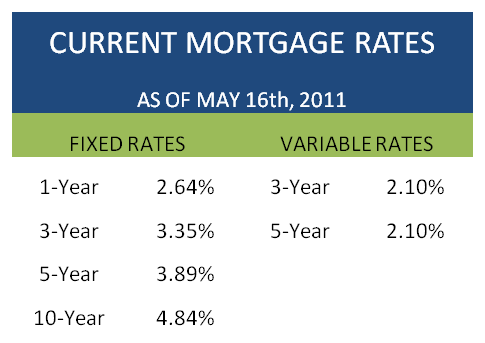 CURRENT MORTGAGE RATES
AS OF MAY 16th, 2011
FIXED RATES VARIABLE RATES
1-Year 2.64% 3-Year 2.10%
3-Year 3.35% 5-Year 2.10%
5-Year 3.89%
10-Year 4.84%